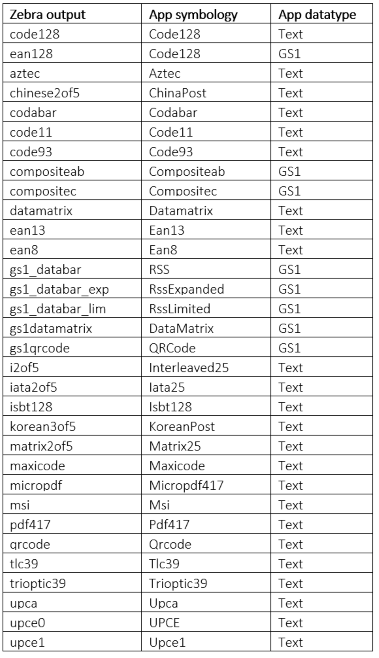 Zebra output App symbology App datatype
code128 Code128 Text
ean128 Code128 GS1
aztec Aztec Text
chinese2of5 ChinaPost Text
codabar Codabar Text
code11 Code11 Text
code93 Code93 Text
compositeab Compositeab GS1
compositec Compositec GS1
datamatrix Datamatrix Text
ean13 Ean13 Text
ean8 Ean8 Text
gs1_databar RSS GS1
gs1_databar_exp RssExpanded GS1
gs1_databar_lim RssLimited GS1
gs1datamatrix DataMatrix GS1
gs1qrcode QRCode GS1
i2of5 Interleaved25 Text
iata2of5 Iata25 Text
isbt128 Isbt128 Text
korean3of5 KoreanPost Text
matrix2of5 Matrix25 Text
maxicode Maxicode Text
micropdf Micropdf417 Text
msi Msi Text
pdf417 Pdf417 Text
qrcode Qrcode Text
tlc39 Tlc39 Text
trioptic39 Trioptic39 Text
upca Upca Text
upce0 UPCE Text
upce1 Upce1 Text